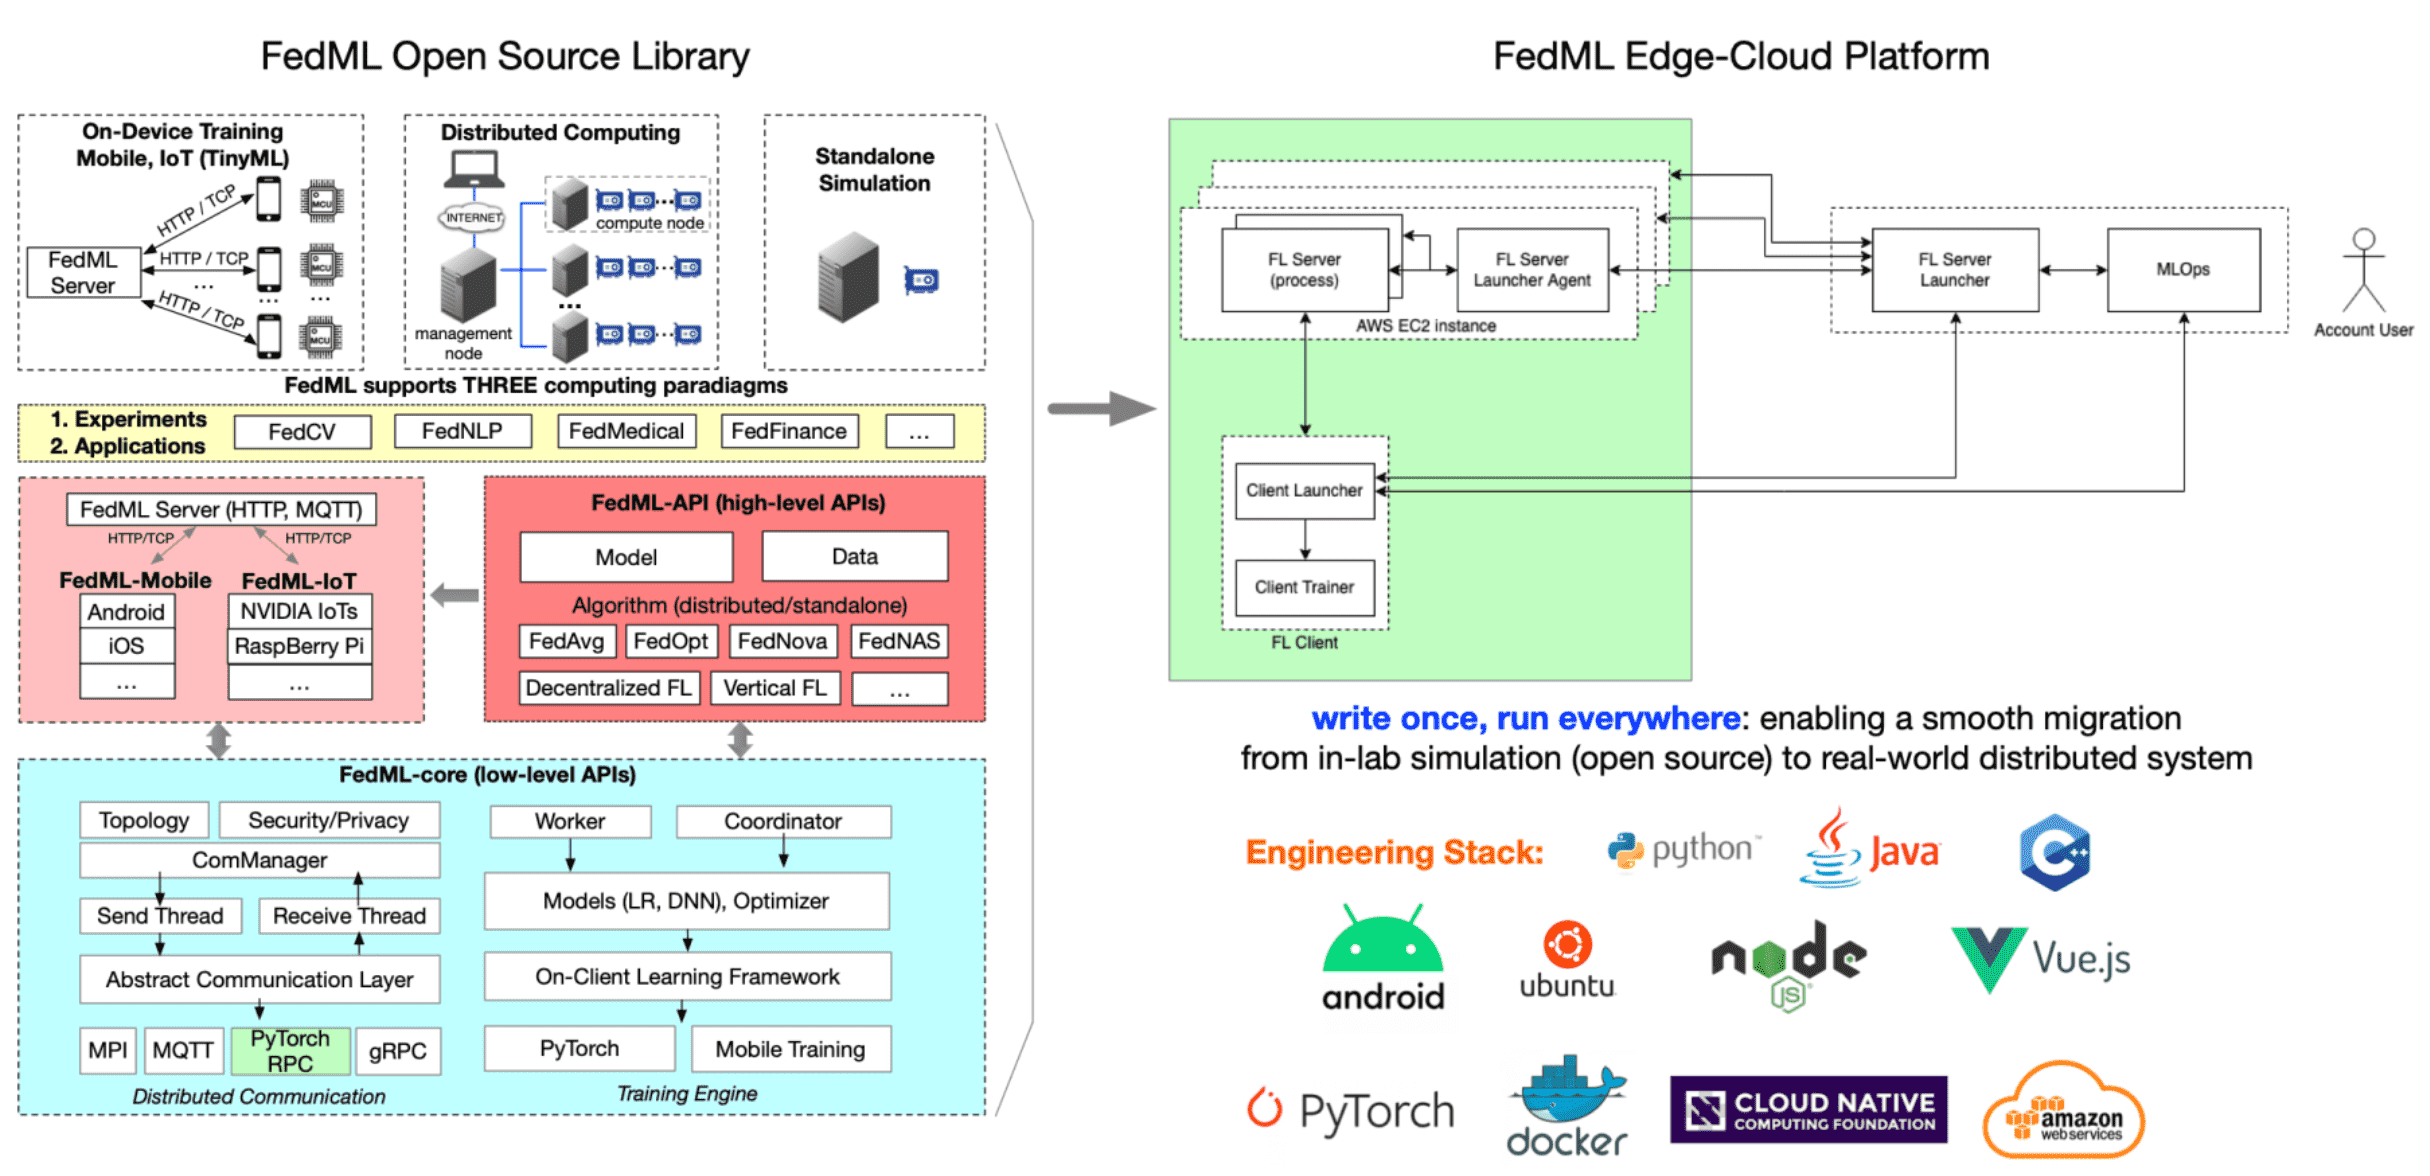 FedML Open Source Library
FedML Edge-Cloud Platform
On-Device Training
Mobile, IoT (TinyML)
HTTP / TCP
MCU
FedML
Server
HTTP / TCP
...
MCU
...
...
HTTP / TCP
MCU
Distributed Computing
INTERNET
...
compute node
...
...
management
node
...
Standalone
Simulation
FedML supports THREE computing paradiagms
1. Experiments
2. Applications
FedCV
FedNLP
FedMedical
FedFinance
...
FedML Server (HTTP, MQTT)
HTTP/TCP
HTTP/TCP
FedML-Mobile
Android
iOS
...
FedML-IoT
NVIDIA IoTs
RaspBerry Pi
...
FedML-API (high-level APIs)
Model
Data
Algorithm (distributed/standalone)
FedAvg
FedOpt
FedNova
FedNAS
Decentralized FL
Vertical FL
...
FedML-core (low-level APIs)
Topology
Security/Privacy
ComManager
Send Thread
Receive Thread
Abstract Communication Layer
MPI
MQTT
PyTorch
RPC
gRPC
Distributed Communication
Worker
Coordinator
Models (LR, DNN), Optimizer
On-Client Learning Framework
PyTorch
Mobile Training
Training Engine
FL Server
(process)
FL Server
Launcher Agent
AWS EC2 instance
FL Server
Launcher
MLOps
Account User
Client Launcher
Client Trainer
FL Client
write once, run everywhere: enabling a smooth migration
from in-lab simulation (open source) to real-world distributed system
Engineering Stack:
python™
Java
C++
android
ubuntu
node
JS
Vue.js
PyTorch
docker
CLOUD NATIVE
COMPUTING FOUNDATION
amazon
web services